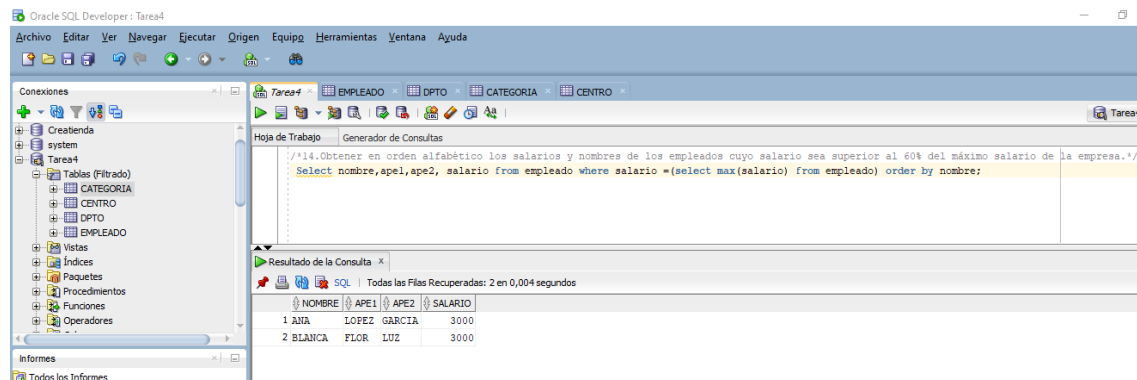 Oracle SQL Developer : Tarea4
Archivo Editar Ver Navegar Ejecutar Origen Equipo Herramientas Ventana Ayuda
Conexiones
Creatienda
system
Tarea4
Tablas (Filtrado)
CATEGORIA
CENTRO
DPTO
EMPLEADO
Vistas
Índices
Paquetes
Procedimientos
Funciones
Operadores
Informes
Todos los Informes
Tarea4 EMPLEADO DPTO CATEGORIA CENTRO
Tarea
Hoja de Trabajo Generador de Consultas
/*14.Obtener en orden alfabético los salarios y nombres de los empleados cuyo salario sea superior al 60% del máximo salario de la empresa.*/
Select nombre,ape1,ape2, salario from empleado where salario =(select max(salario) from empleado) order by nombre;
Resultado de la Consulta x
SQL | Todas las Filas Recuperadas: 2 en 0,004 segundos
NOMBRE APE1 APE2 SALARIO
1 ANA LOPEZ GARCIA 3000
2 BLANCA FLOR LUZ 3000